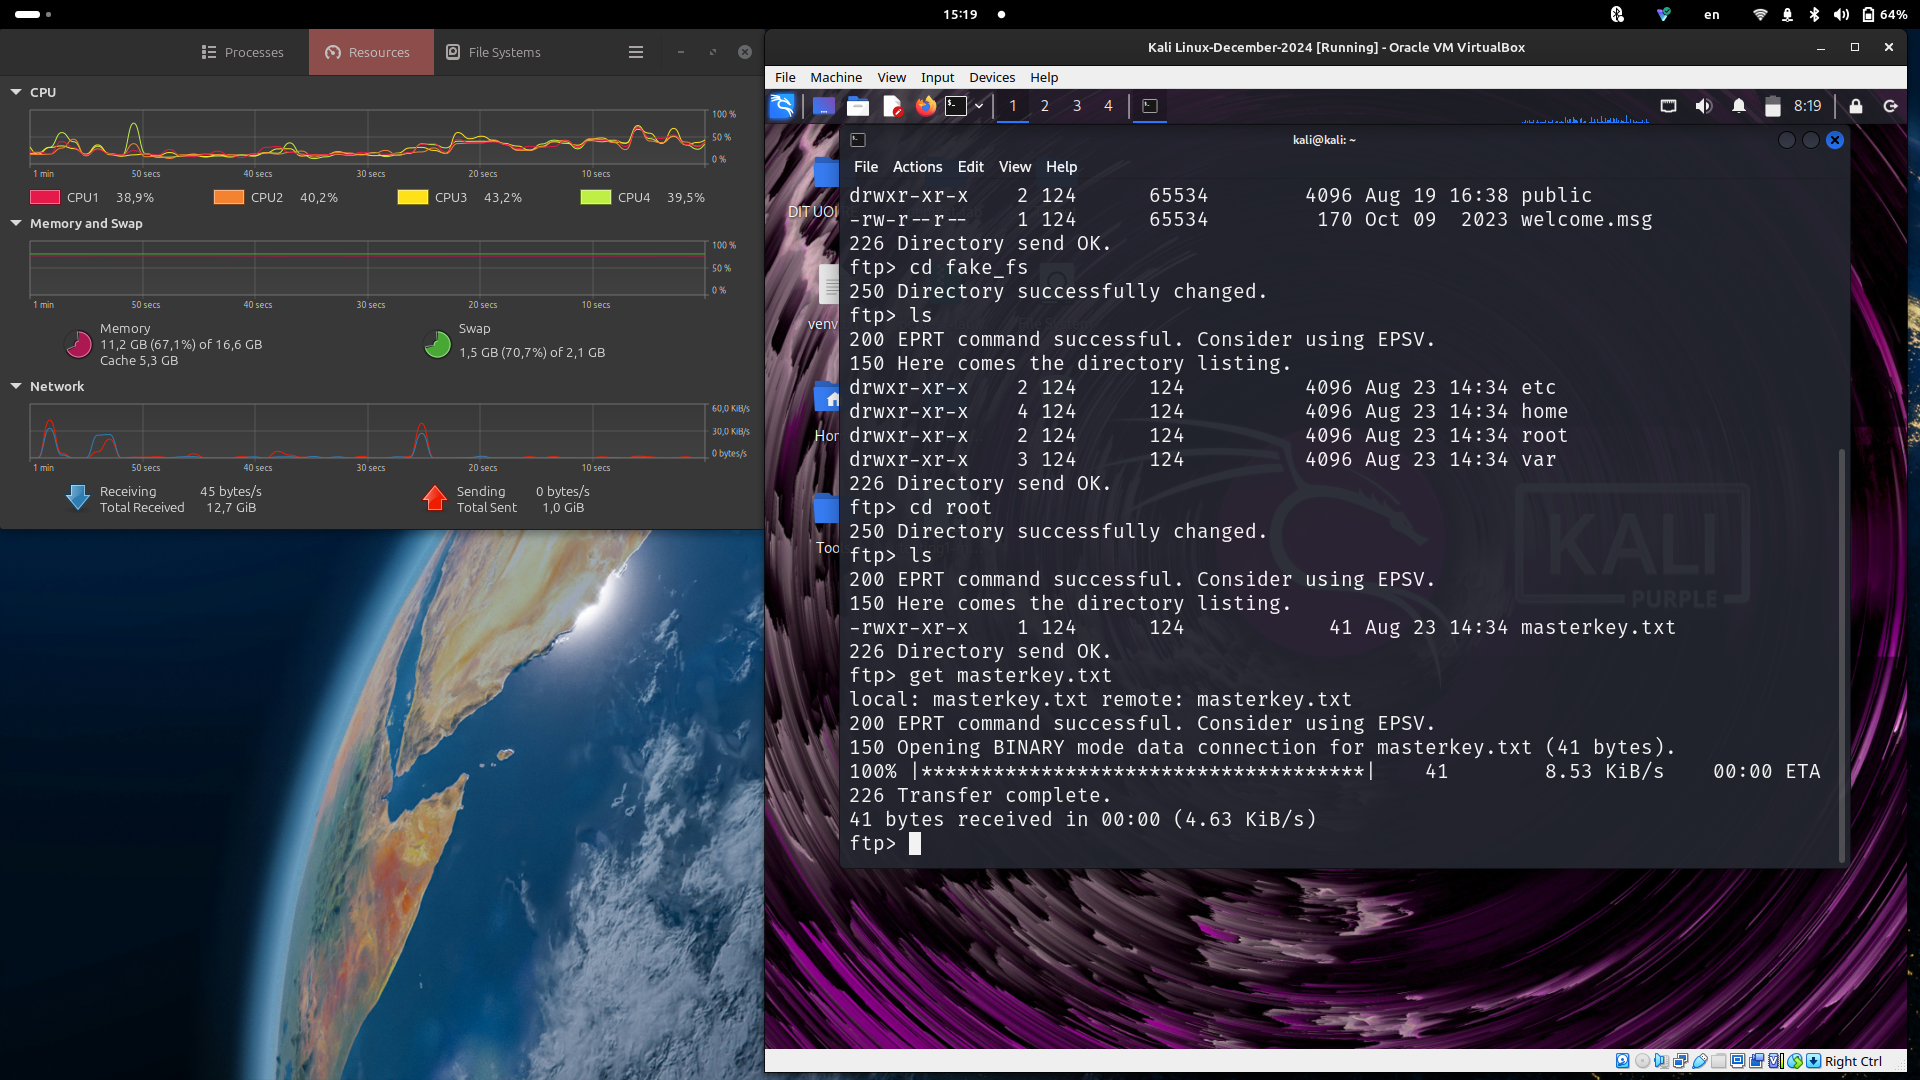 15:19
en
64%
Processes
Resources
File Systems
CPU
100 %
50 %
0 %
1 min 50 secs 40 secs 30 secs 20 secs 10 secs
CPU1 38,9% CPU2 40,2% CPU3 43,2% CPU4 39,5%
Memory and Swap
100 %
50 %
0 %
1 min 50 secs 40 secs 30 secs 20 secs 10 secs
Memory
11,2 GB (67,1%) of 16,6 GB
Cache 5,3 GB
Swap
1,5 GB (70,7%) of 2,1 GB
Network
60,0 KiB/s
30,0 KiB/s
0 bytes/s
1 min 50 secs 40 secs 30 secs 20 secs 10 secs
Receiving 45 bytes/s
Total Received 12,7 GiB
Sending 0 bytes/s
Total Sent 1,0 GiB
Kali Linux-December-2024 [Running] - Oracle VM VirtualBox
File Machine View Input Devices Help
1 2 3 4
8:19
DIT UOI
venv
Hor
Too
kali@kali: ~
File Actions Edit View Help
drwxr-xr-x 2 124 65534 4096 Aug 19 16:38 public
-rw-r--r-- 1 124 65534 170 Oct 09 2023 welcome.msg
226 Directory send OK.
ftp> cd fake_fs
250 Directory successfully changed.
ftp> ls
200 EPRT command successful. Consider using EPSV.
150 Here comes the directory listing.
drwxr-xr-x 2 124 124 4096 Aug 23 14:34 etc
drwxr-xr-x 4 124 124 4096 Aug 23 14:34 home
drwxr-xr-x 2 124 124 4096 Aug 23 14:34 root
drwxr-xr-x 3 124 124 4096 Aug 23 14:34 var
226 Directory send OK.
ftp> cd root
250 Directory successfully changed.
ftp> ls
200 EPRT command successful. Consider using EPSV.
150 Here comes the directory listing.
-rwxr-xr-x 1 124 124 41 Aug 23 14:34 masterkey.txt
226 Directory send OK.
ftp> get masterkey.txt
local: masterkey.txt remote: masterkey.txt
200 EPRT command successful. Consider using EPSV.
150 Opening BINARY mode data connection for masterkey.txt (41 bytes).
100% |*************************************| 41 8.53 KiB/s 00:00 ETA
226 Transfer complete.
41 bytes received in 00:00 (4.63 KiB/s)
ftp>
KALI
PURPLE
Right Ctrl